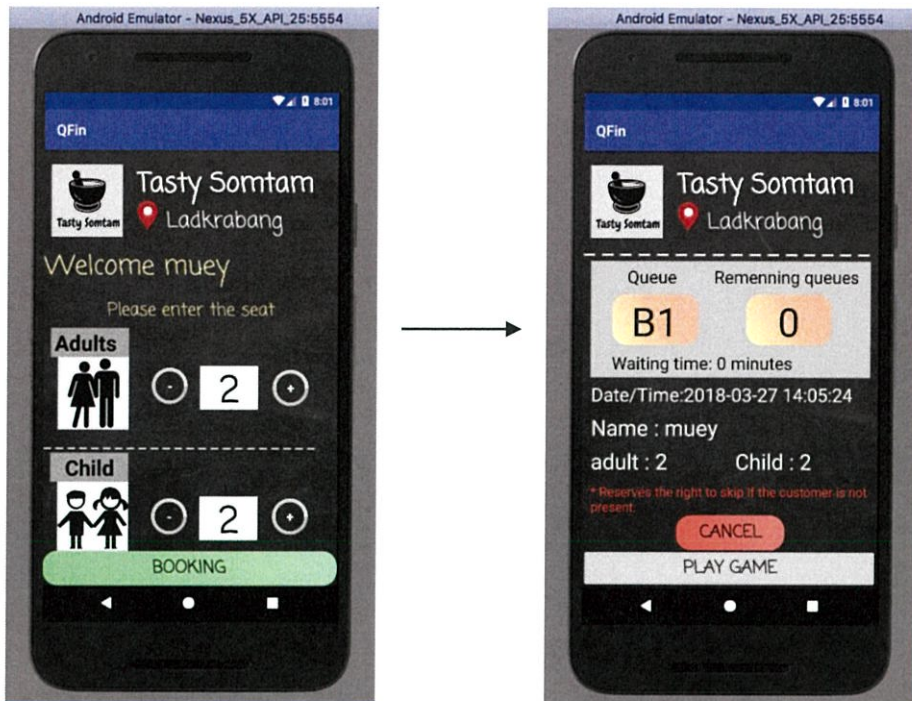 Android Emulator - Nexus_5X_API_25:5554
8:01
QFin
Tasty Somtam
Tasty Somtam
Ladkrabang
Welcome muey
Please enter the seat
Adults
- 2 +
Child
- 2 +
BOOKING
Android Emulator - Nexus_5X_API_25:5554
8:01
QFin
Tasty Somtam
Tasty Somtam
Ladkrabang
Queue Remenning queues
B1 0
Waiting time: 0 minutes
Date/Time:2018-03-27 14:05:24
Name : muey
adult : 2 Child : 2
* Reserves the right to skip if the customer is not
present.
CANCEL
PLAY GAME